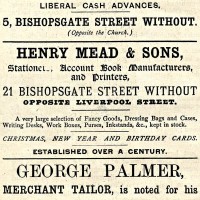 LIBERAL CASH ADVANCES,
5, BISHOPSGATE STREET WITHOUT.
(Opposite the Church.)
HENRY MEAD & SONS,
Stationers, Account Book Manufacturers,
and Printers,
21 BISHOPSGATE STREET WITHOUT
OPPOSITE LIVERPOOL STREET.
A very large selection of Fancy Goods, Dressing Bags and Cases,
Writing Desks, Work Boxes, Purses, Inkstands, &c., kept in stock.
CHRISTMAS, NEW YEAR AND BIRTHDAY CARDS.
ESTABLISHED OVER A CENTURY.
GEORGE PALMER,
MERCHANT TAILOR, is noted for his